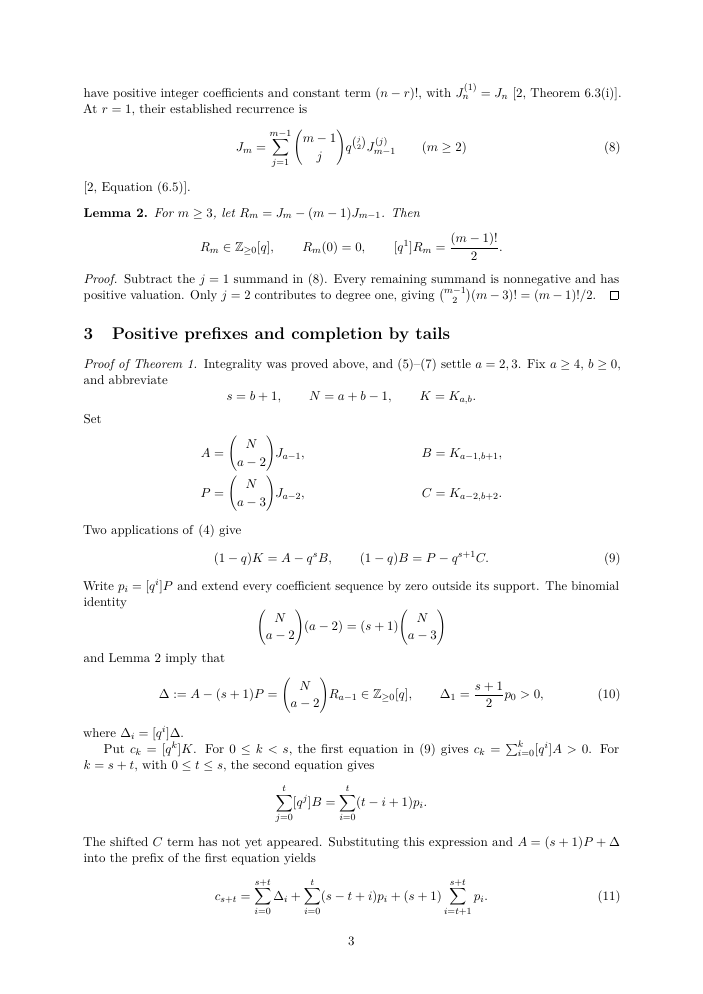 have positive integer coefficients and constant term (n − r)!, with J_n^{(1)} = J_n [2, Theorem 6.3(i)].
At r = 1, their established recurrence is
J_m = \sum_{j=1}^{m−1} \binom{m − 1}{j} q^{\binom{j}{2}} J_{m−1}^{(j)} (m ≥ 2) (8)
[2, Equation (6.5)].
Lemma 2. For m ≥ 3, let R_m = J_m − (m − 1)J_{m−1}. Then
R_m ∈ ℤ_{≥0}[q], R_m(0) = 0, [q^1]R_m = \frac{(m − 1)!}{2}.
Proof. Subtract the j = 1 summand in (8). Every remaining summand is nonnegative and has
positive valuation. Only j = 2 contributes to degree one, giving \binom{m−1}{2}(m − 3)! = (m − 1)!/2. □
3 Positive prefixes and completion by tails
Proof of Theorem 1. Integrality was proved above, and (5)–(7) settle a = 2, 3. Fix a ≥ 4, b ≥ 0,
and abbreviate
s = b + 1, N = a + b − 1, K = K_{a,b}.
Set
A = \binom{N}{a − 2} J_{a−1}, B = K_{a−1,b+1},
P = \binom{N}{a − 3} J_{a−2}, C = K_{a−2,b+2}.
Two applications of (4) give
(1 − q)K = A − q^s B, (1 − q)B = P − q^{s+1} C. (9)
Write p_i = [q^i]P and extend every coefficient sequence by zero outside its support. The binomial
identity
\binom{N}{a − 2}(a − 2) = (s + 1)\binom{N}{a − 3}
and Lemma 2 imply that
Δ := A − (s + 1)P = \binom{N}{a − 2} R_{a−1} ∈ ℤ_{≥0}[q], Δ_1 = \frac{s + 1}{2} p_0 > 0, (10)
where Δ_i = [q^i]Δ.
Put c_k = [q^k]K. For 0 ≤ k < s, the first equation in (9) gives c_k = \sum_{i=0}^{k} [q^i]A > 0. For
k = s + t, with 0 ≤ t ≤ s, the second equation gives
\sum_{j=0}^{t} [q^j]B = \sum_{i=0}^{t} (t − i + 1)p_i.
The shifted C term has not yet appeared. Substituting this expression and A = (s + 1)P + Δ
into the prefix of the first equation yields
c_{s+t} = \sum_{i=0}^{s+t} Δ_i + \sum_{i=0}^{t} (s − t + i)p_i + (s + 1) \sum_{i=t+1}^{s+t} p_i. (11)
3